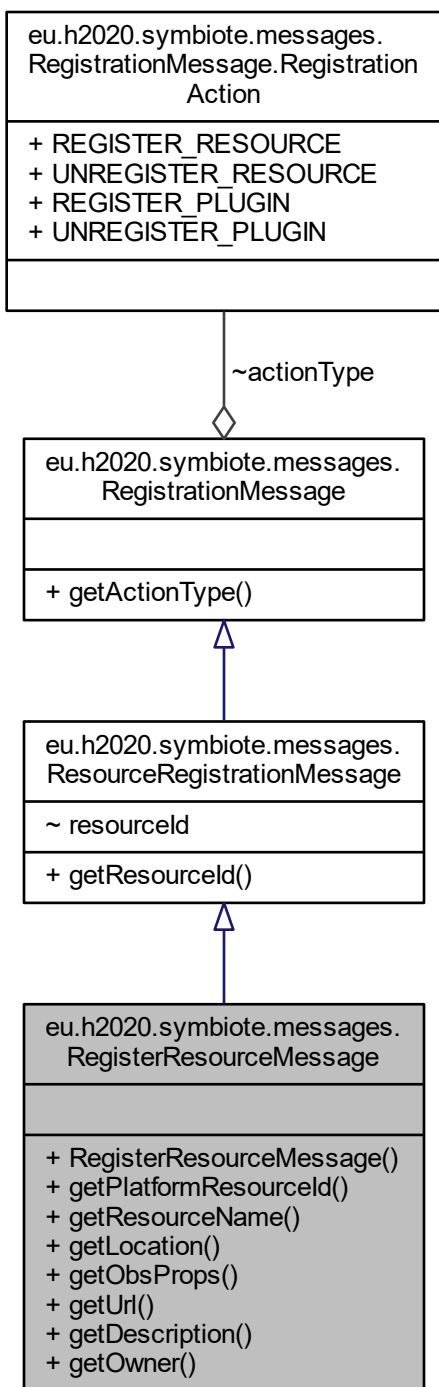 eu.h2020.symbiote.messages.
RegistrationMessage.Registration
Action
+ REGISTER_RESOURCE
+ UNREGISTER_RESOURCE
+ REGISTER_PLUGIN
+ UNREGISTER_PLUGIN
~actionType
eu.h2020.symbiote.messages.
RegistrationMessage
+ getActionType()
eu.h2020.symbiote.messages.
ResourceRegistrationMessage
~ resourceId
+ getResourceId()
eu.h2020.symbiote.messages.
RegisterResourceMessage
+ RegisterResourceMessage()
+ getPlatformResourceId()
+ getResourceName()
+ getLocation()
+ getObsProps()
+ getUrl()
+ getDescription()
+ getOwner()